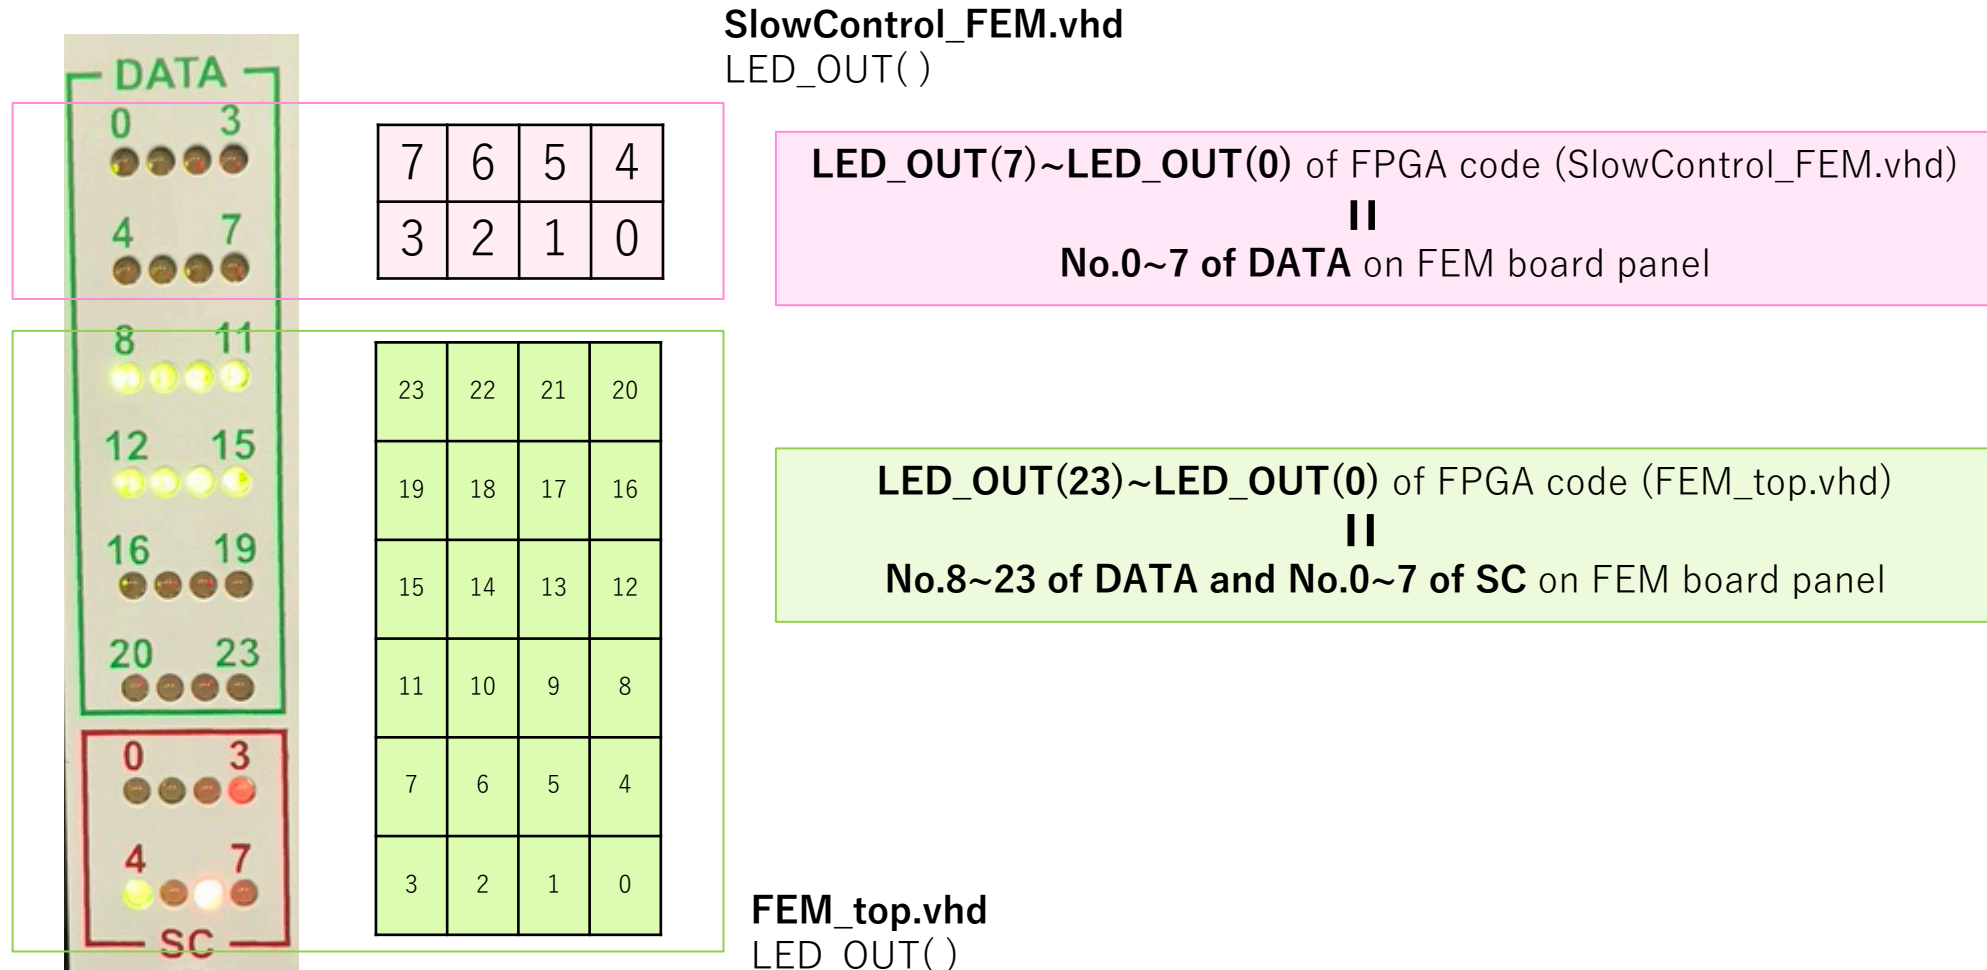 SlowControl_FEM.vhd
LED_OUT( )
DATA
0 3
4 7
8 11
12 15
16 19
20 23
0 3
4 7
SC
7 6 5 4
3 2 1 0
LED_OUT(7)~LED_OUT(0) of FPGA code (SlowControl_FEM.vhd)
=
No.0~7 of DATA on FEM board panel
23 22 21 20
19 18 17 16
15 14 13 12
11 10 9 8
7 6 5 4
3 2 1 0
LED_OUT(23)~LED_OUT(0) of FPGA code (FEM_top.vhd)
=
No.8~23 of DATA and No.0~7 of SC on FEM board panel
FEM_top.vhd
LED_OUT( )